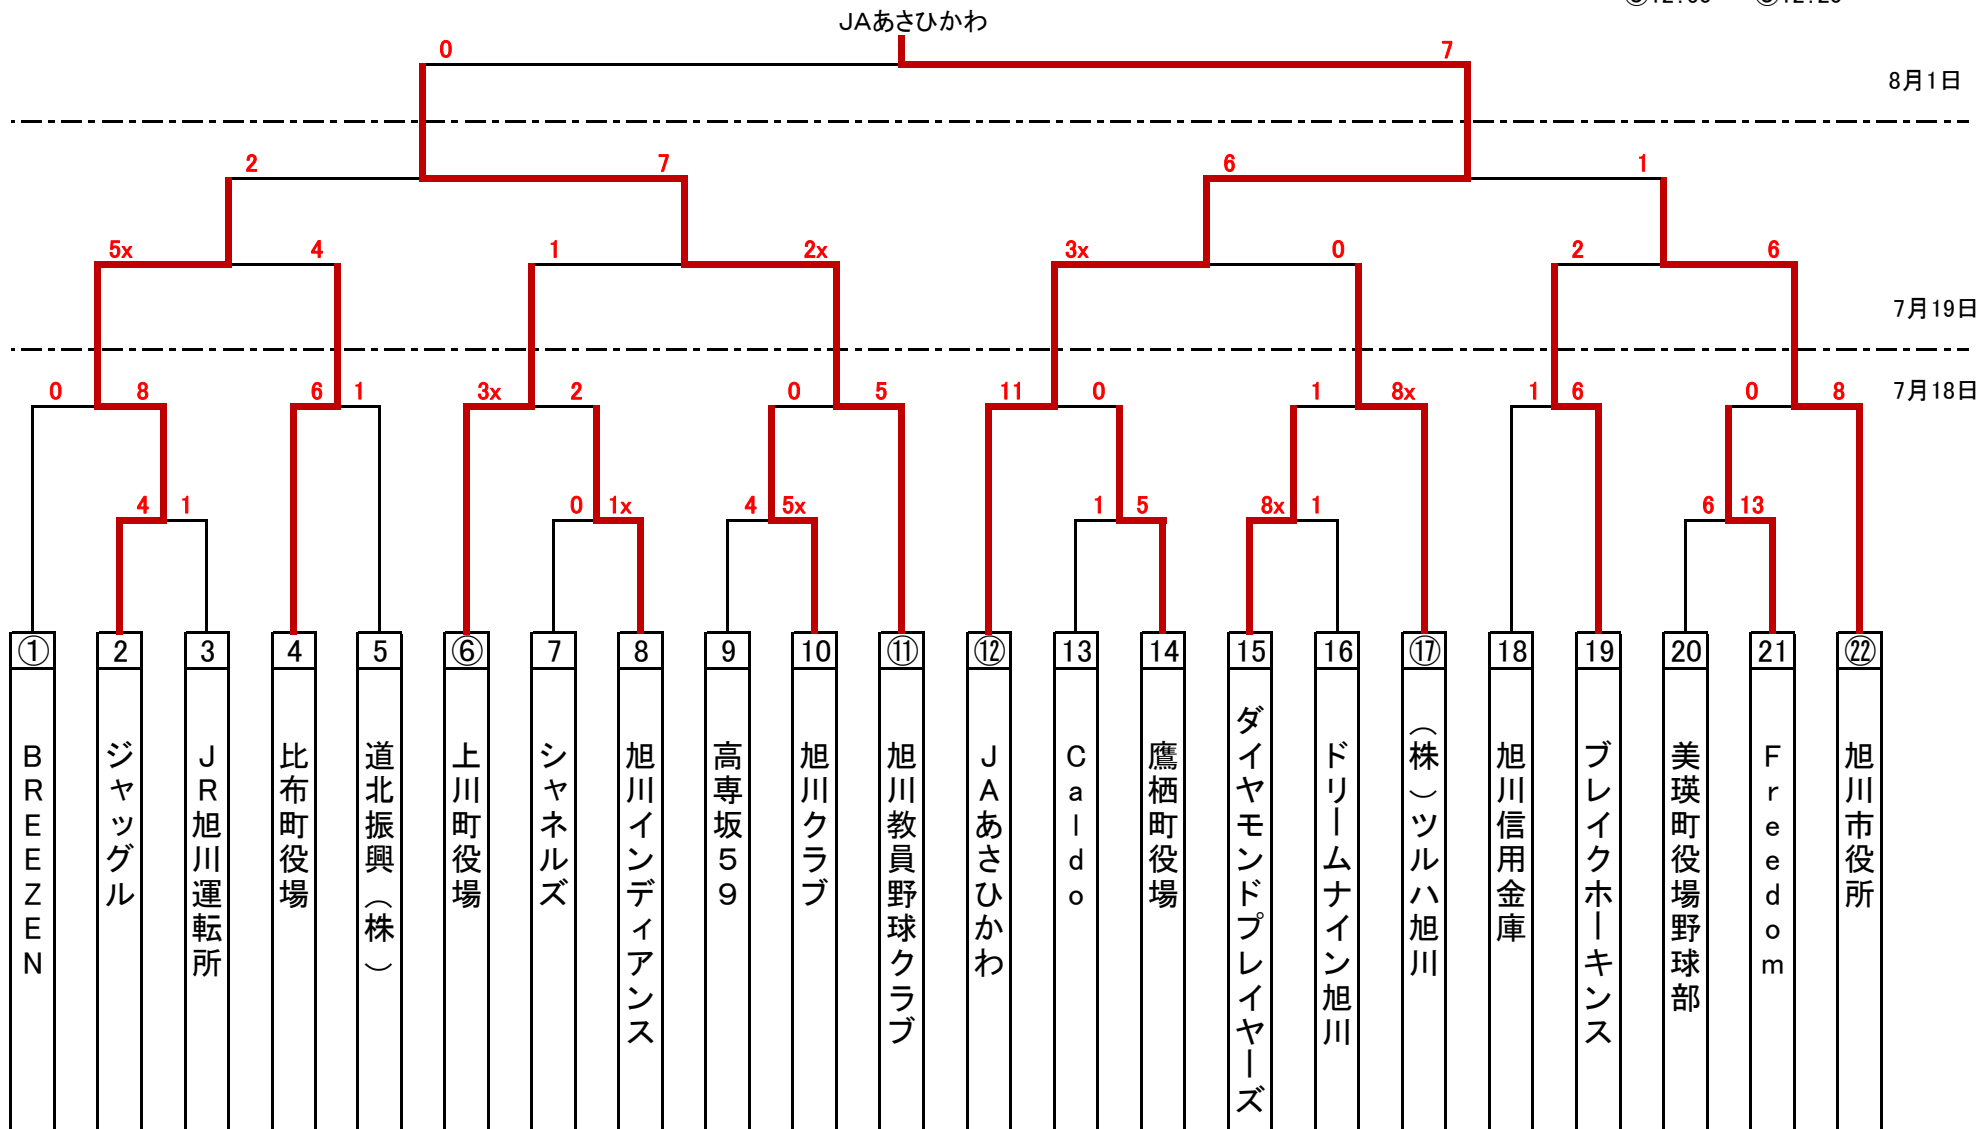 JAあさひかわ
0 7
8月1日
2 7 6 1
5x 4 1 2x 3x 0 2 6
7月19日
0 8 6 1 3x 2 0 5 11 0 1 8x 1 6 0 8
7月18日
4 1 0 1x 4 5x 1 5 8x 1 6 13
① 2 3 4 5 ⑥ 7 8 9 10 ⑪ ⑫ 13 14 15 16 ⑰ 18 19 20 21 ㉒
BREEZEN
ジャッグル
JR旭川運転所
比布町役場
道北振興(株)
上川町役場
シャネルズ
旭川インディアンス
高専坂59
旭川クラブ
旭川教員野球クラブ
JAあさひかわ
Caldo
鷹栖町役場
ダイヤモンドプレイヤーズ
ドリームナイン旭川
(株)ツルハ旭川
旭川信用金庫
ブレイクホーキンス
美瑛町役場野球部
Freedom
旭川市役所